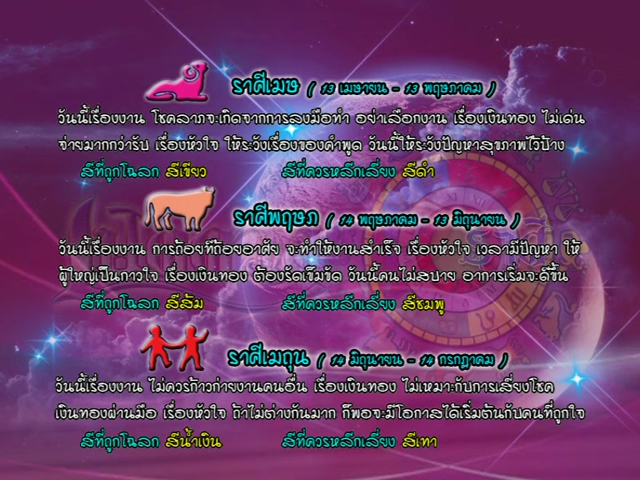 ราศีเมษ ( 13 เมษายน - 13 พฤษภาคม )
วันนี้เรื่องงาน โชคลาภจะเกิดจากการลงมือทำ อย่าเลือกงาน เรื่องเงินทอง ไม่เด่น
จ่ายมากกว่ารับ เรื่องหัวใจ ให้ระวังเรื่องของคำพูด วันนี้ให้ระวังปัญหาสุขภาพไว้บ้าง
สีที่ถูกโฉลก สีเขียว สีที่ควรหลีกเลี่ยง สีดำ
ราศีพฤษภ ( 14 พฤษภาคม - 13 มิถุนายน )
วันนี้เรื่องงาน การถ้อยทีถ้อยอาศัย จะทำให้งานสำเร็จ เรื่องหัวใจ เวลามีปัญหา ให้
ผู้ใหญ่เป็นกาวใจ เรื่องเงินทอง ต้องรัดเข็มขัด วันนี้คนไม่สบาย อาการเริ่มจะดีขึ้น
สีที่ถูกโฉลก สีส้ม สีที่ควรหลีกเลี่ยง สีชมพู
ราศีเมถุน ( 14 มิถุนายน - 14 กรกฎาคม )
วันนี้เรื่องงาน ไม่ควรก้าวก่ายงานคนอื่น เรื่องเงินทอง ไม่เหมาะกับการเสี่ยงโชค
เงินทองผ่านมือ เรื่องหัวใจ ถ้าไม่ต่างกันมาก ก็พอจะมีโอกาสได้เริ่มต้นกับคนที่ถูกใจ
สีที่ถูกโฉลก สีน้ำเงิน สีที่ควรหลีกเลี่ยง สีเทา